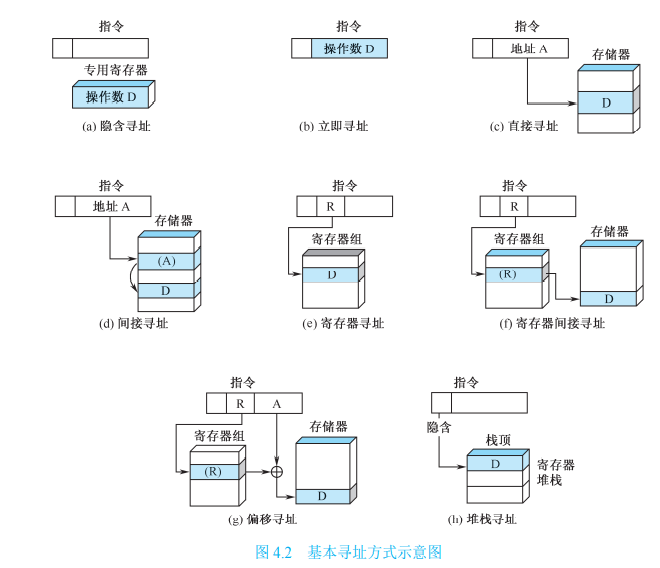 指令
专用寄存器
操作数 D
(a) 隐含寻址
指令
操作数 D
(b) 立即寻址
指令
地址 A
存储器
D
(c) 直接寻址
指令
地址 A
存储器
(A)
D
(d) 间接寻址
指令
R
寄存器组
D
(e) 寄存器寻址
指令
R
寄存器组
(R)
存储器
D
(f) 寄存器间接寻址
指令
R A
寄存器组
(R)
存储器
D
(g) 偏移寻址
指令
隐含
栈顶
D
寄存器
堆栈
(h) 堆栈寻址
图 4.2 基本寻址方式示意图